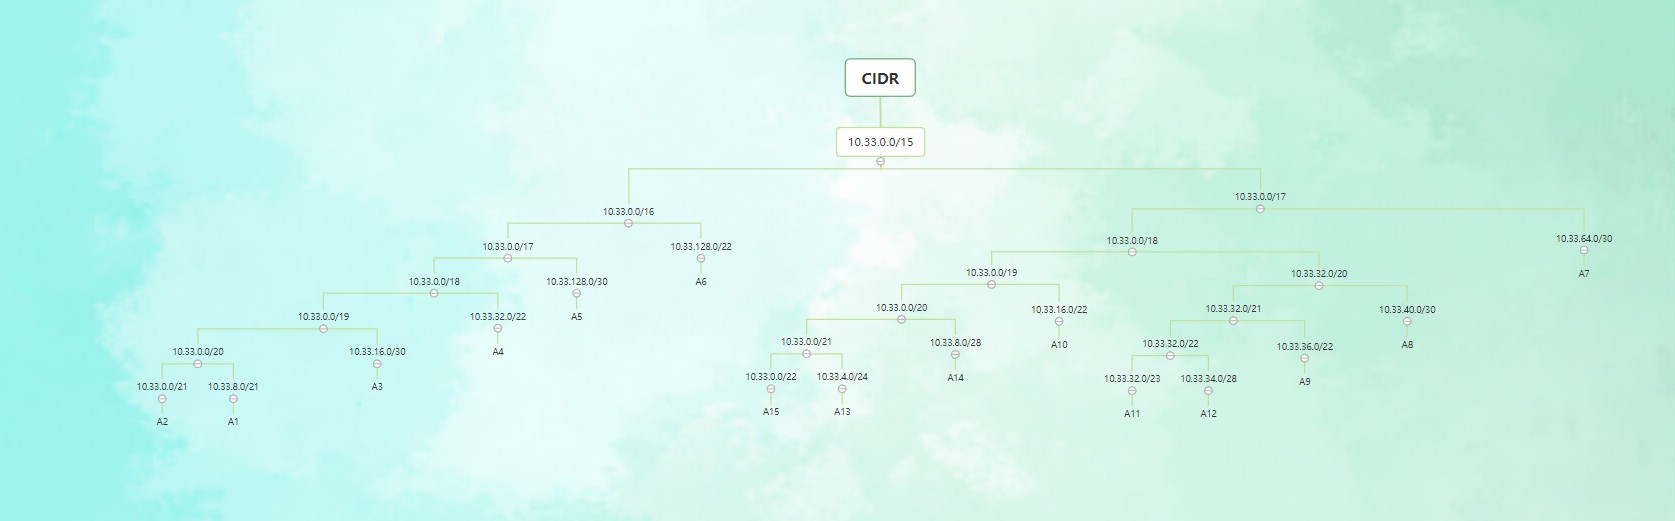 CIDR
10.33.0.0/15
10.33.0.0/16
10.33.0.0/17
10.33.0.0/17
10.33.128.0/22
10.33.0.0/18
10.33.64.0/30
10.33.0.0/18
10.33.128.0/30
A6
10.33.0.0/19
10.33.32.0/20
A7
10.33.0.0/19
10.33.32.0/22
A5
10.33.0.0/20
10.33.16.0/22
10.33.32.0/21
10.33.40.0/30
10.33.0.0/20
10.33.16.0/30
A4
10.33.0.0/21
10.33.8.0/28
A10
10.33.32.0/22
10.33.36.0/22
A8
10.33.0.0/21
10.33.8.0/21
A3
10.33.0.0/22
10.33.4.0/24
A14
10.33.32.0/23
10.33.34.0/28
A9
A2
A1
A15
A13
A11
A12